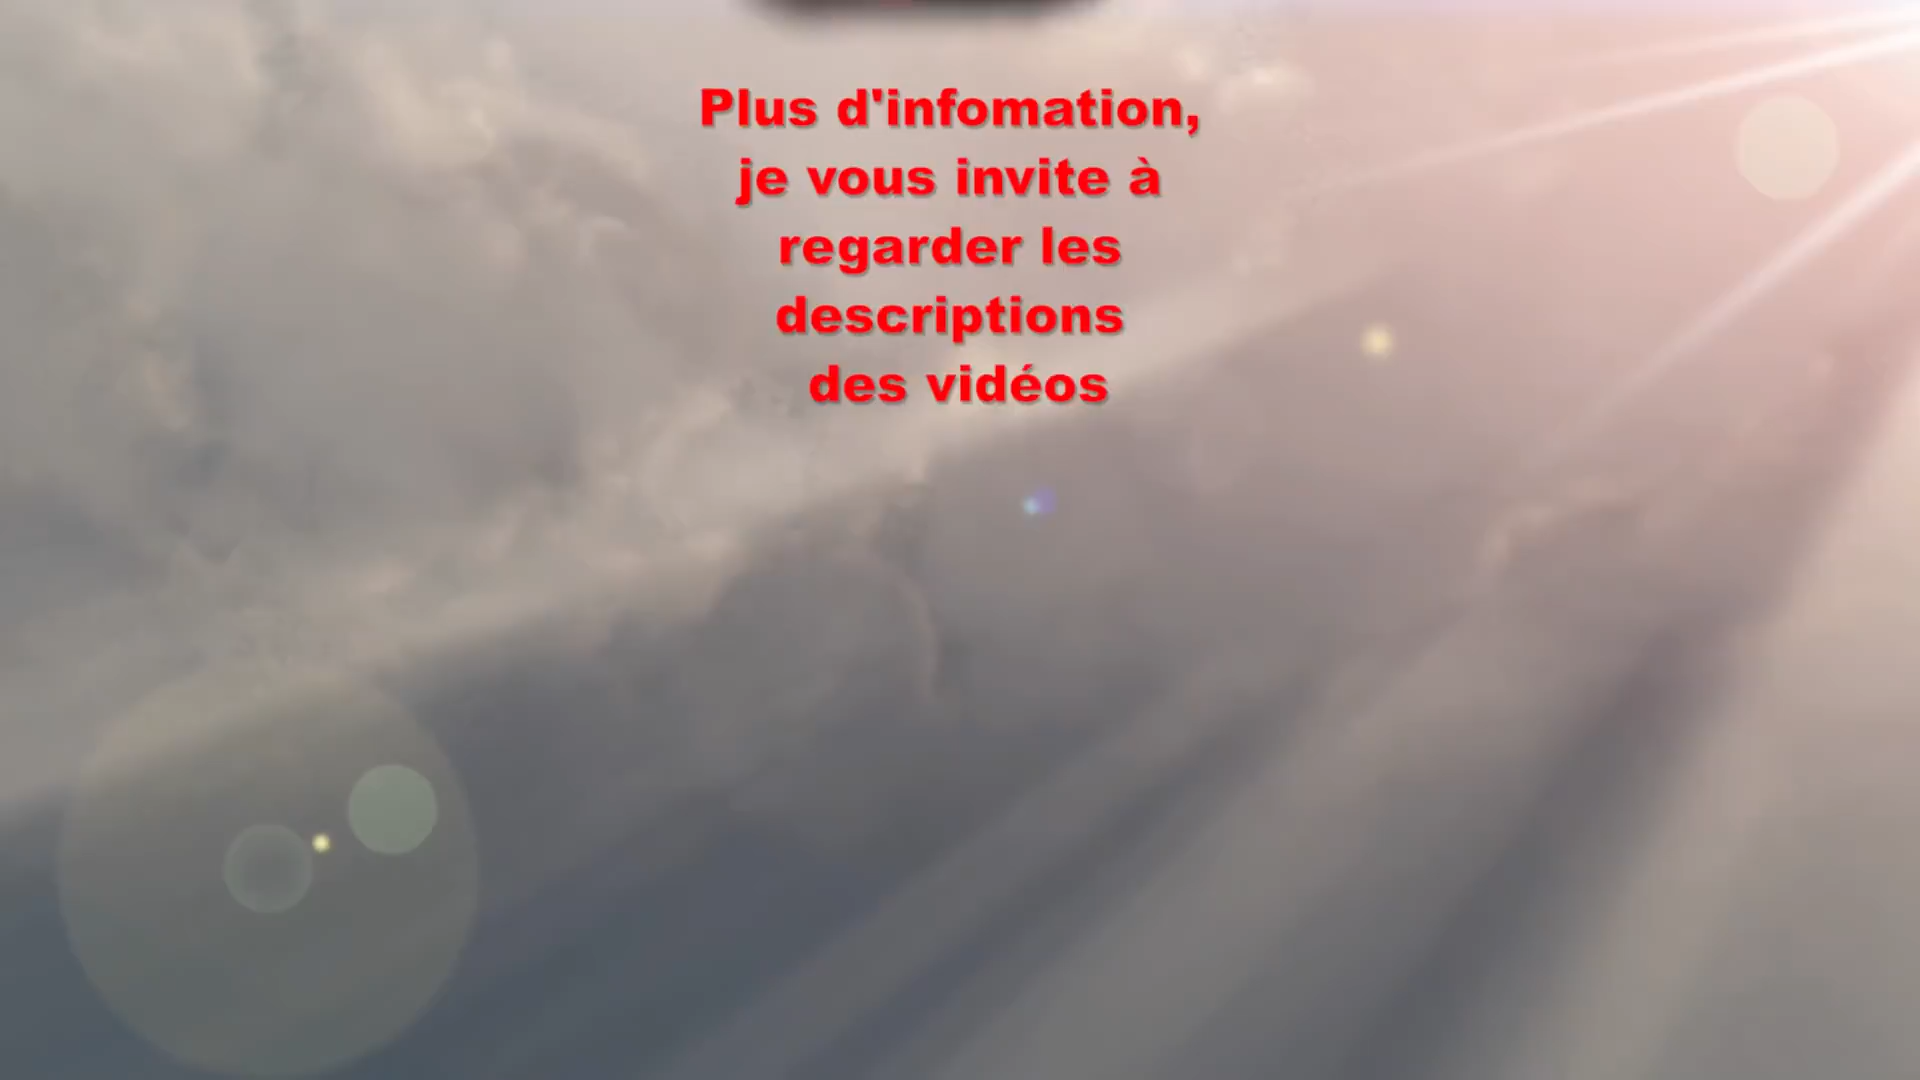 Plus d'infomation,
je vous invite à
regarder les
descriptions
des vidéos